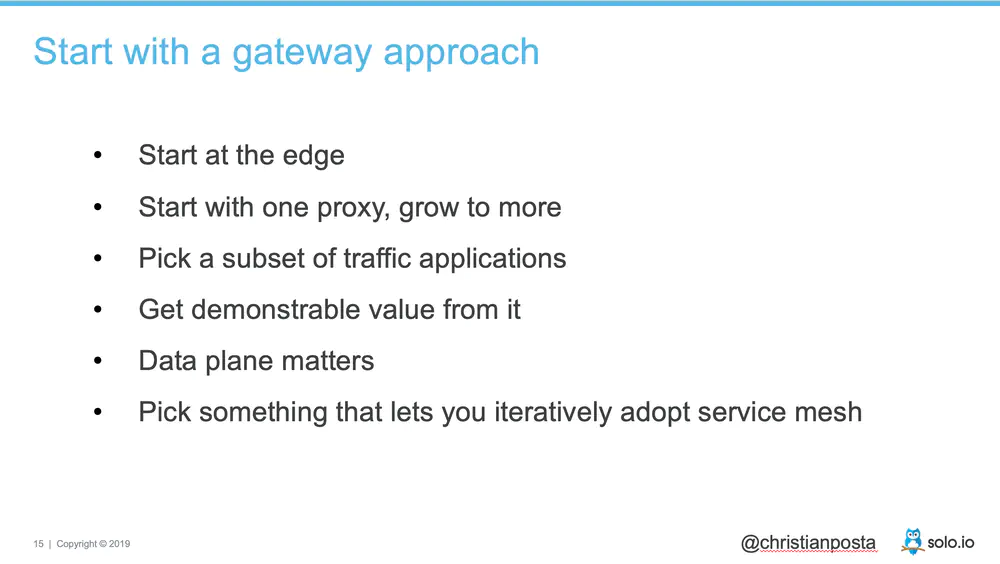 Start with a gateway approach
• Start at the edge
• Start with one proxy, grow to more
• Pick a subset of traffic applications
• Get demonstrable value from it
• Data plane matters
• Pick something that lets you iteratively adopt service mesh
15 | Copyright © 2019
@christianposta
solo.io